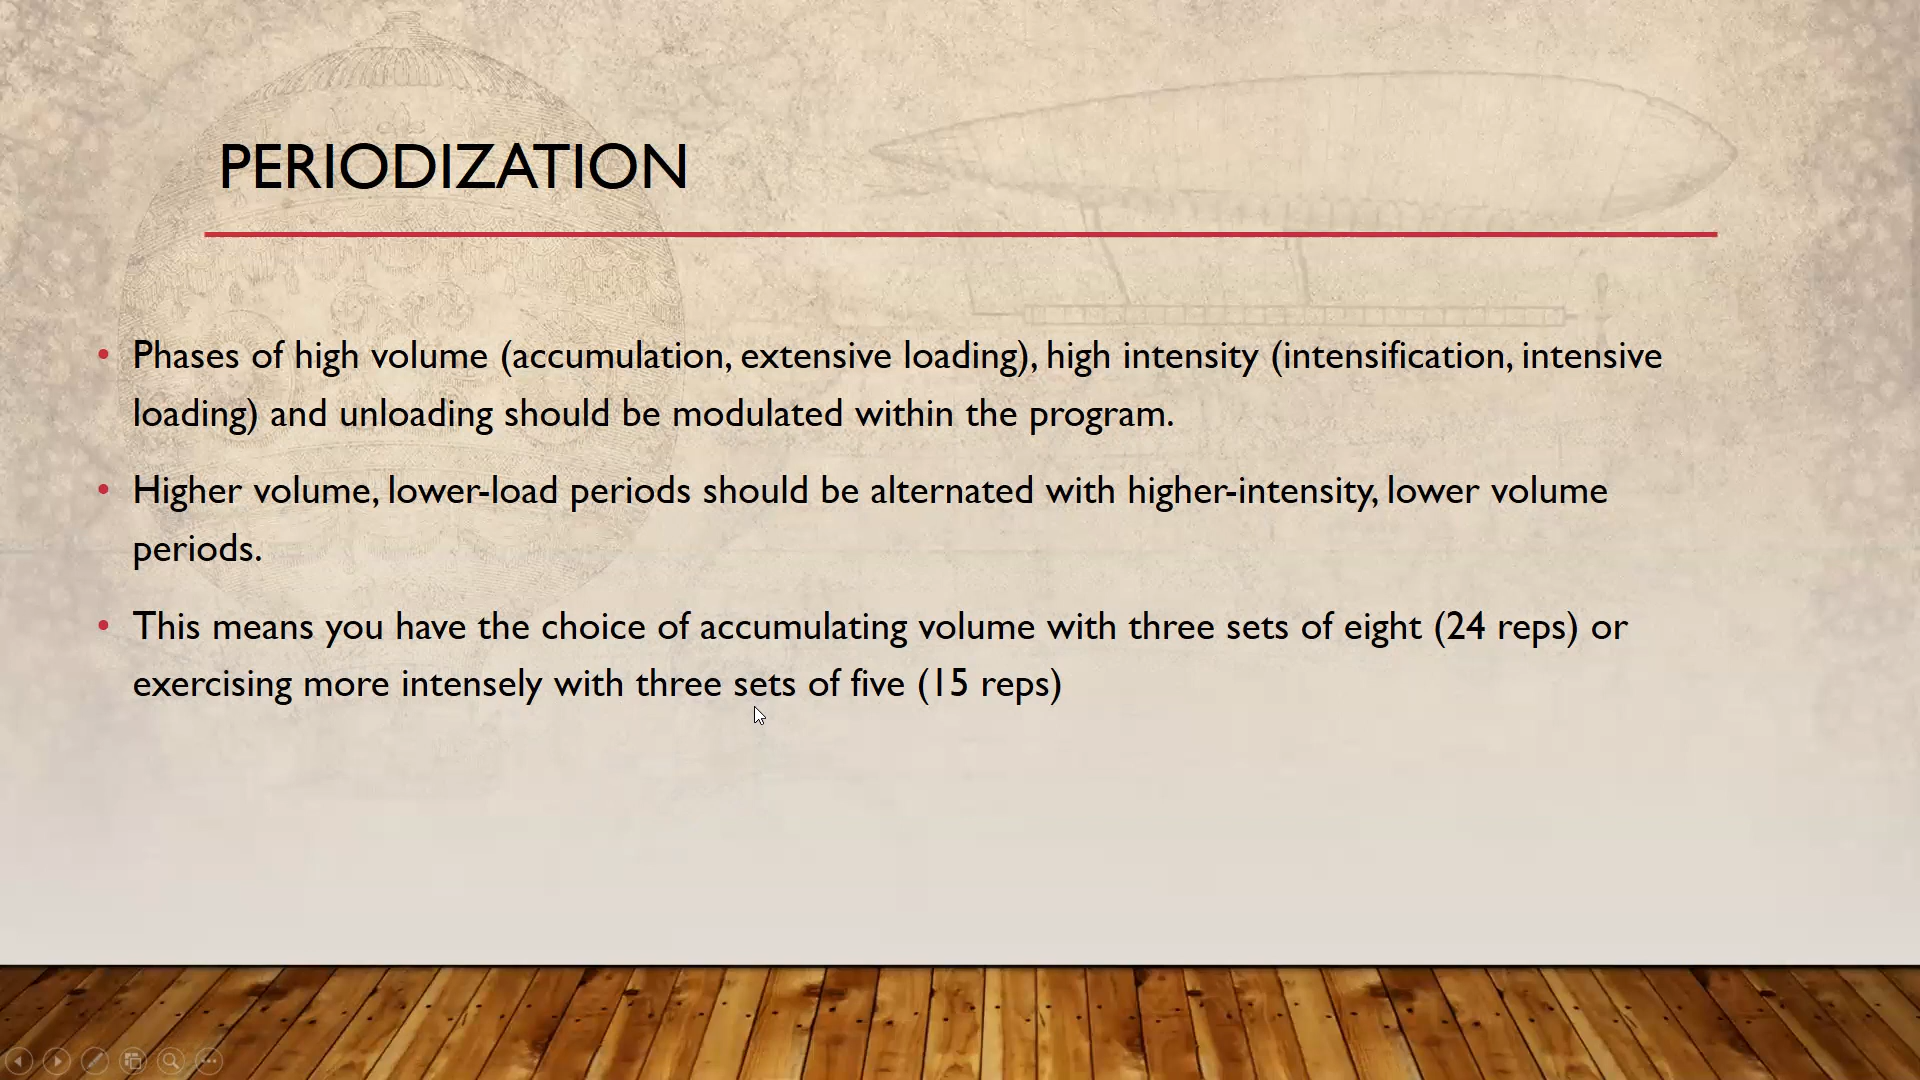 PERIODIZATION
• Phases of high volume (accumulation, extensive loading), high intensity (intensification, intensive
loading) and unloading should be modulated within the program.
• Higher volume, lower-load periods should be alternated with higher-intensity, lower volume
periods.
• This means you have the choice of accumulating volume with three sets of eight (24 reps) or
exercising more intensely with three sets of five (15 reps)